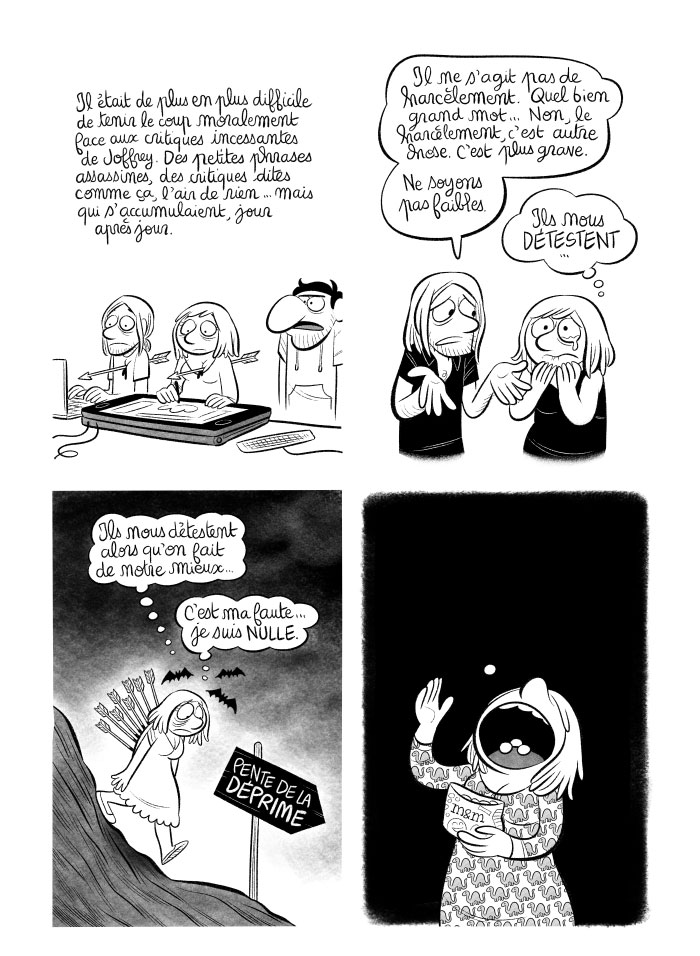 Il était de plus en plus difficile
de tenir le coup moralement
face aux critiques incessantes
de Joffrey. Des petites phrases
assassines, des critiques dites
comme ça, l'air de rien... mais
qui s'accumulaient, jour
après jour.
Il ne s'agit pas de
harcèlement. Quel bien
grand mot... Non, le
harcèlement, c'est autre
chose. C'est plus grave.
Ne soyons
pas faibles.
Ils nous
DÉTESTENT
...
Ils nous détestent
alors qu'on fait
de notre mieux...
C'est ma faute...
je suis NULLE.
PENTE DE LA
DÉPRIME
m&m